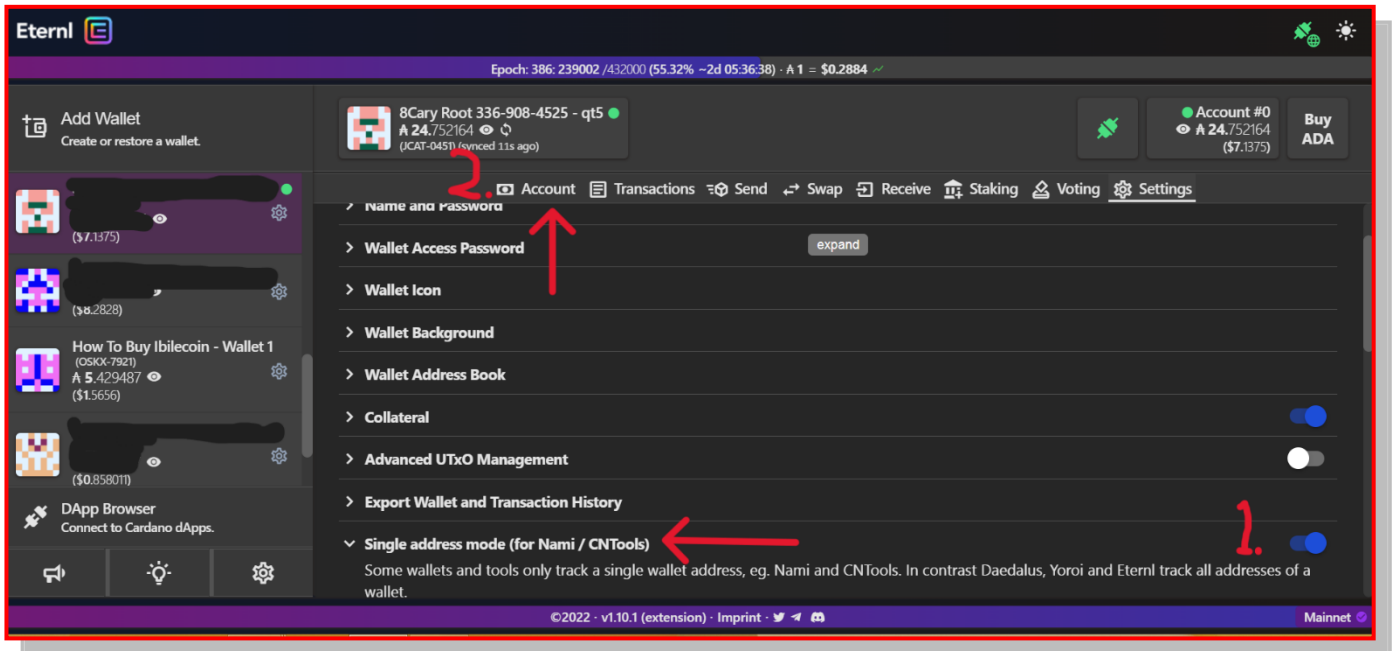 Eternl
Epoch: 386: 239002 /432000 (55.32% ~2d 05:36:38) · ₳ 1 = $0.2884
Add Wallet
Create or restore a wallet.
8Cary Root 336-908-4525 - qt5
₳ 24.752164
(JCAT-0451) (synced 11s ago)
Account #0
₳ 24.752164
($7.1375)
Buy
ADA
2.
Account Transactions Send Swap Receive Staking Voting Settings
($7.1375)
($8.2828)
How To Buy Ibilecoin - Wallet 1
(OSKX-7921)
₳ 5.429487
($1.5656)
($0.858011)
DApp Browser
Connect to Cardano dApps.
Name and Password
Wallet Access Password
expand
Wallet Icon
Wallet Background
Wallet Address Book
Collateral
Advanced UTxO Management
Export Wallet and Transaction History
1.
Single address mode (for Nami / CNTools)
Some wallets and tools only track a single wallet address, eg. Nami and CNTools. In contrast Daedalus, Yoroi and Eternl track all addresses of a
wallet.
©2022 · v1.10.1 (extension) · Imprint ·
Mainnet